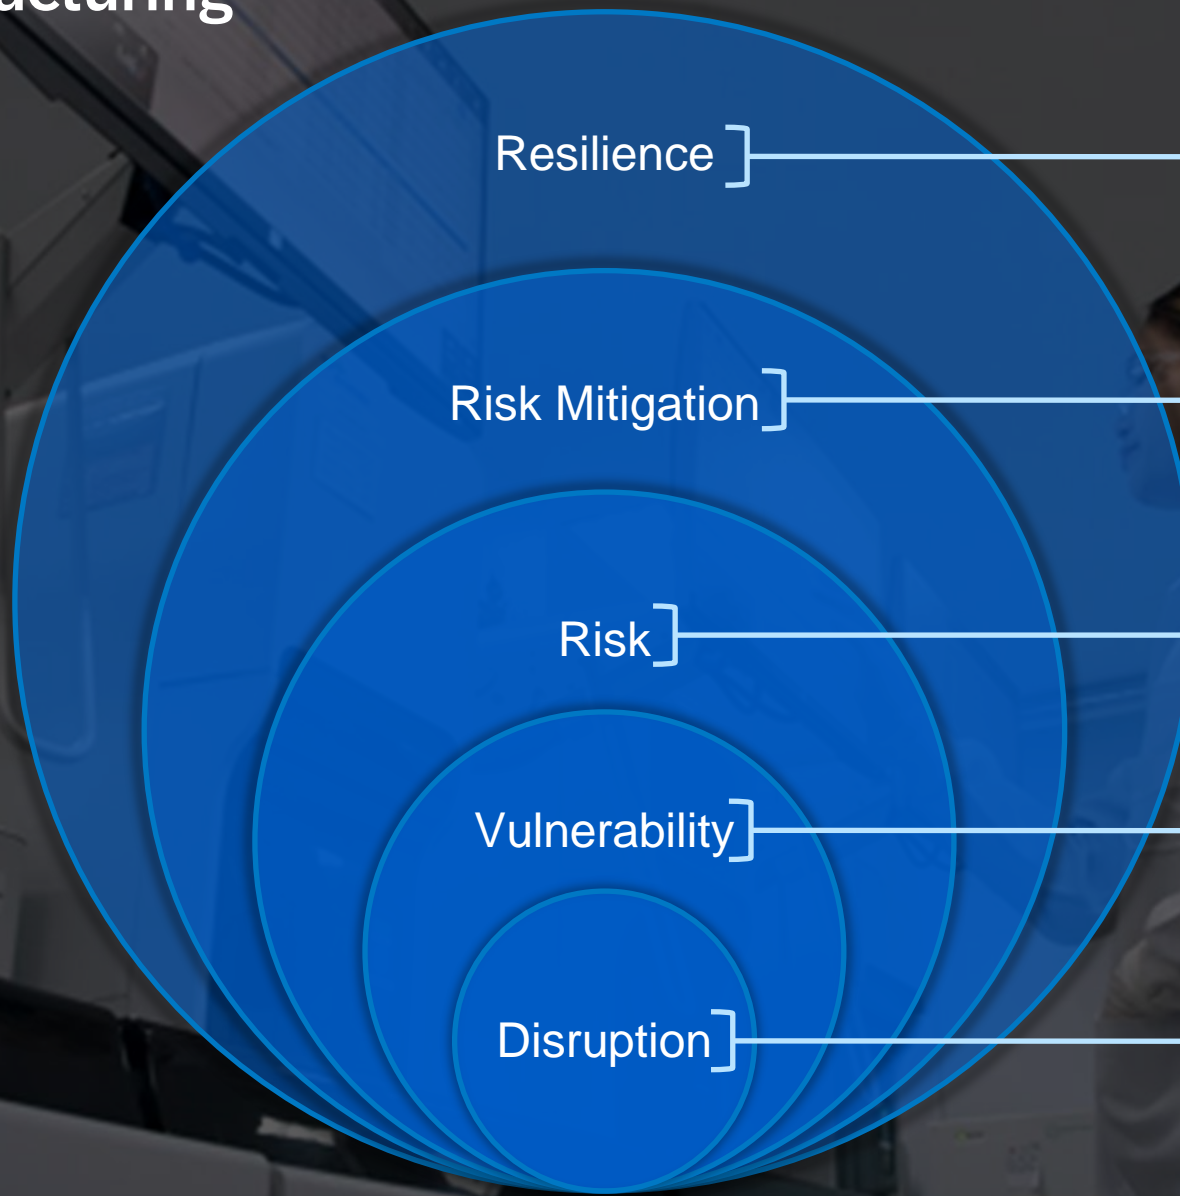 Resilience
Risk Mitigation
Risk
Vulnerability
Disruption